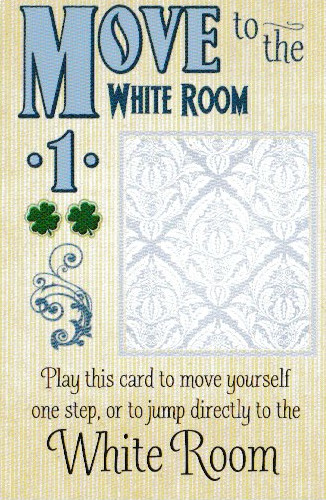 Move to the
White Room
·1·
Play this card to move yourself
one step, or to jump directly to the
White Room